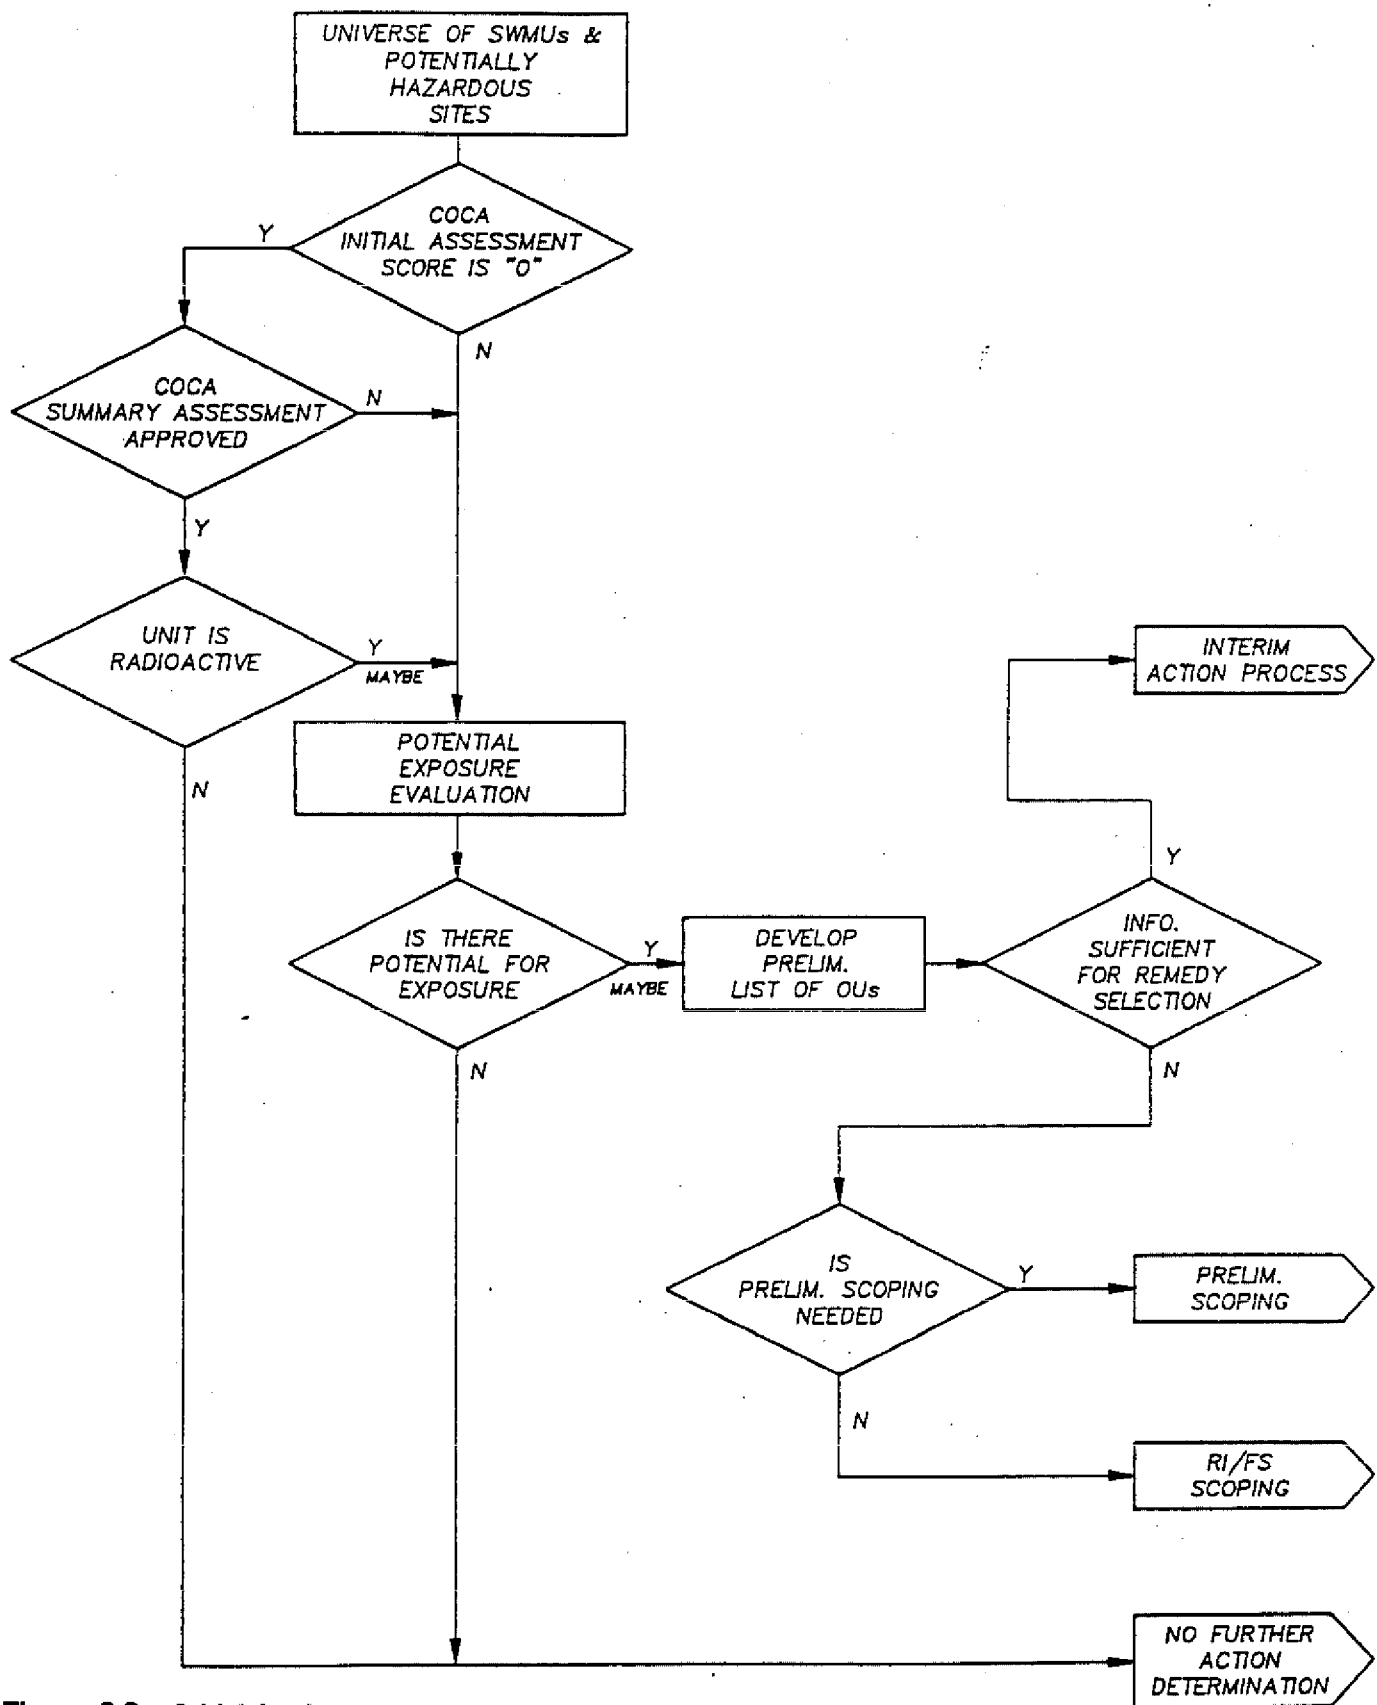 UNIVERSE OF SWMUs &
POTENTIALLY
HAZARDOUS
SITES
COCA
INITIAL ASSESSMENT
SCORE IS "0"
Y
N
COCA
SUMMARY ASSESSMENT
APPROVED
N
Y
UNIT IS
RADIOACTIVE
Y
MAYBE
N
POTENTIAL
EXPOSURE
EVALUATION
IS THERE
POTENTIAL FOR
EXPOSURE
Y
MAYBE
N
DEVELOP
PRELIM.
LIST OF OUs
INFO.
SUFFICIENT
FOR REMEDY
SELECTION
Y
N
INTERIM
ACTION PROCESS
IS
PRELIM. SCOPING
NEEDED
Y
N
PRELIM.
SCOPING
RI/FS
SCOPING
NO FURTHER
ACTION
DETERMINATION